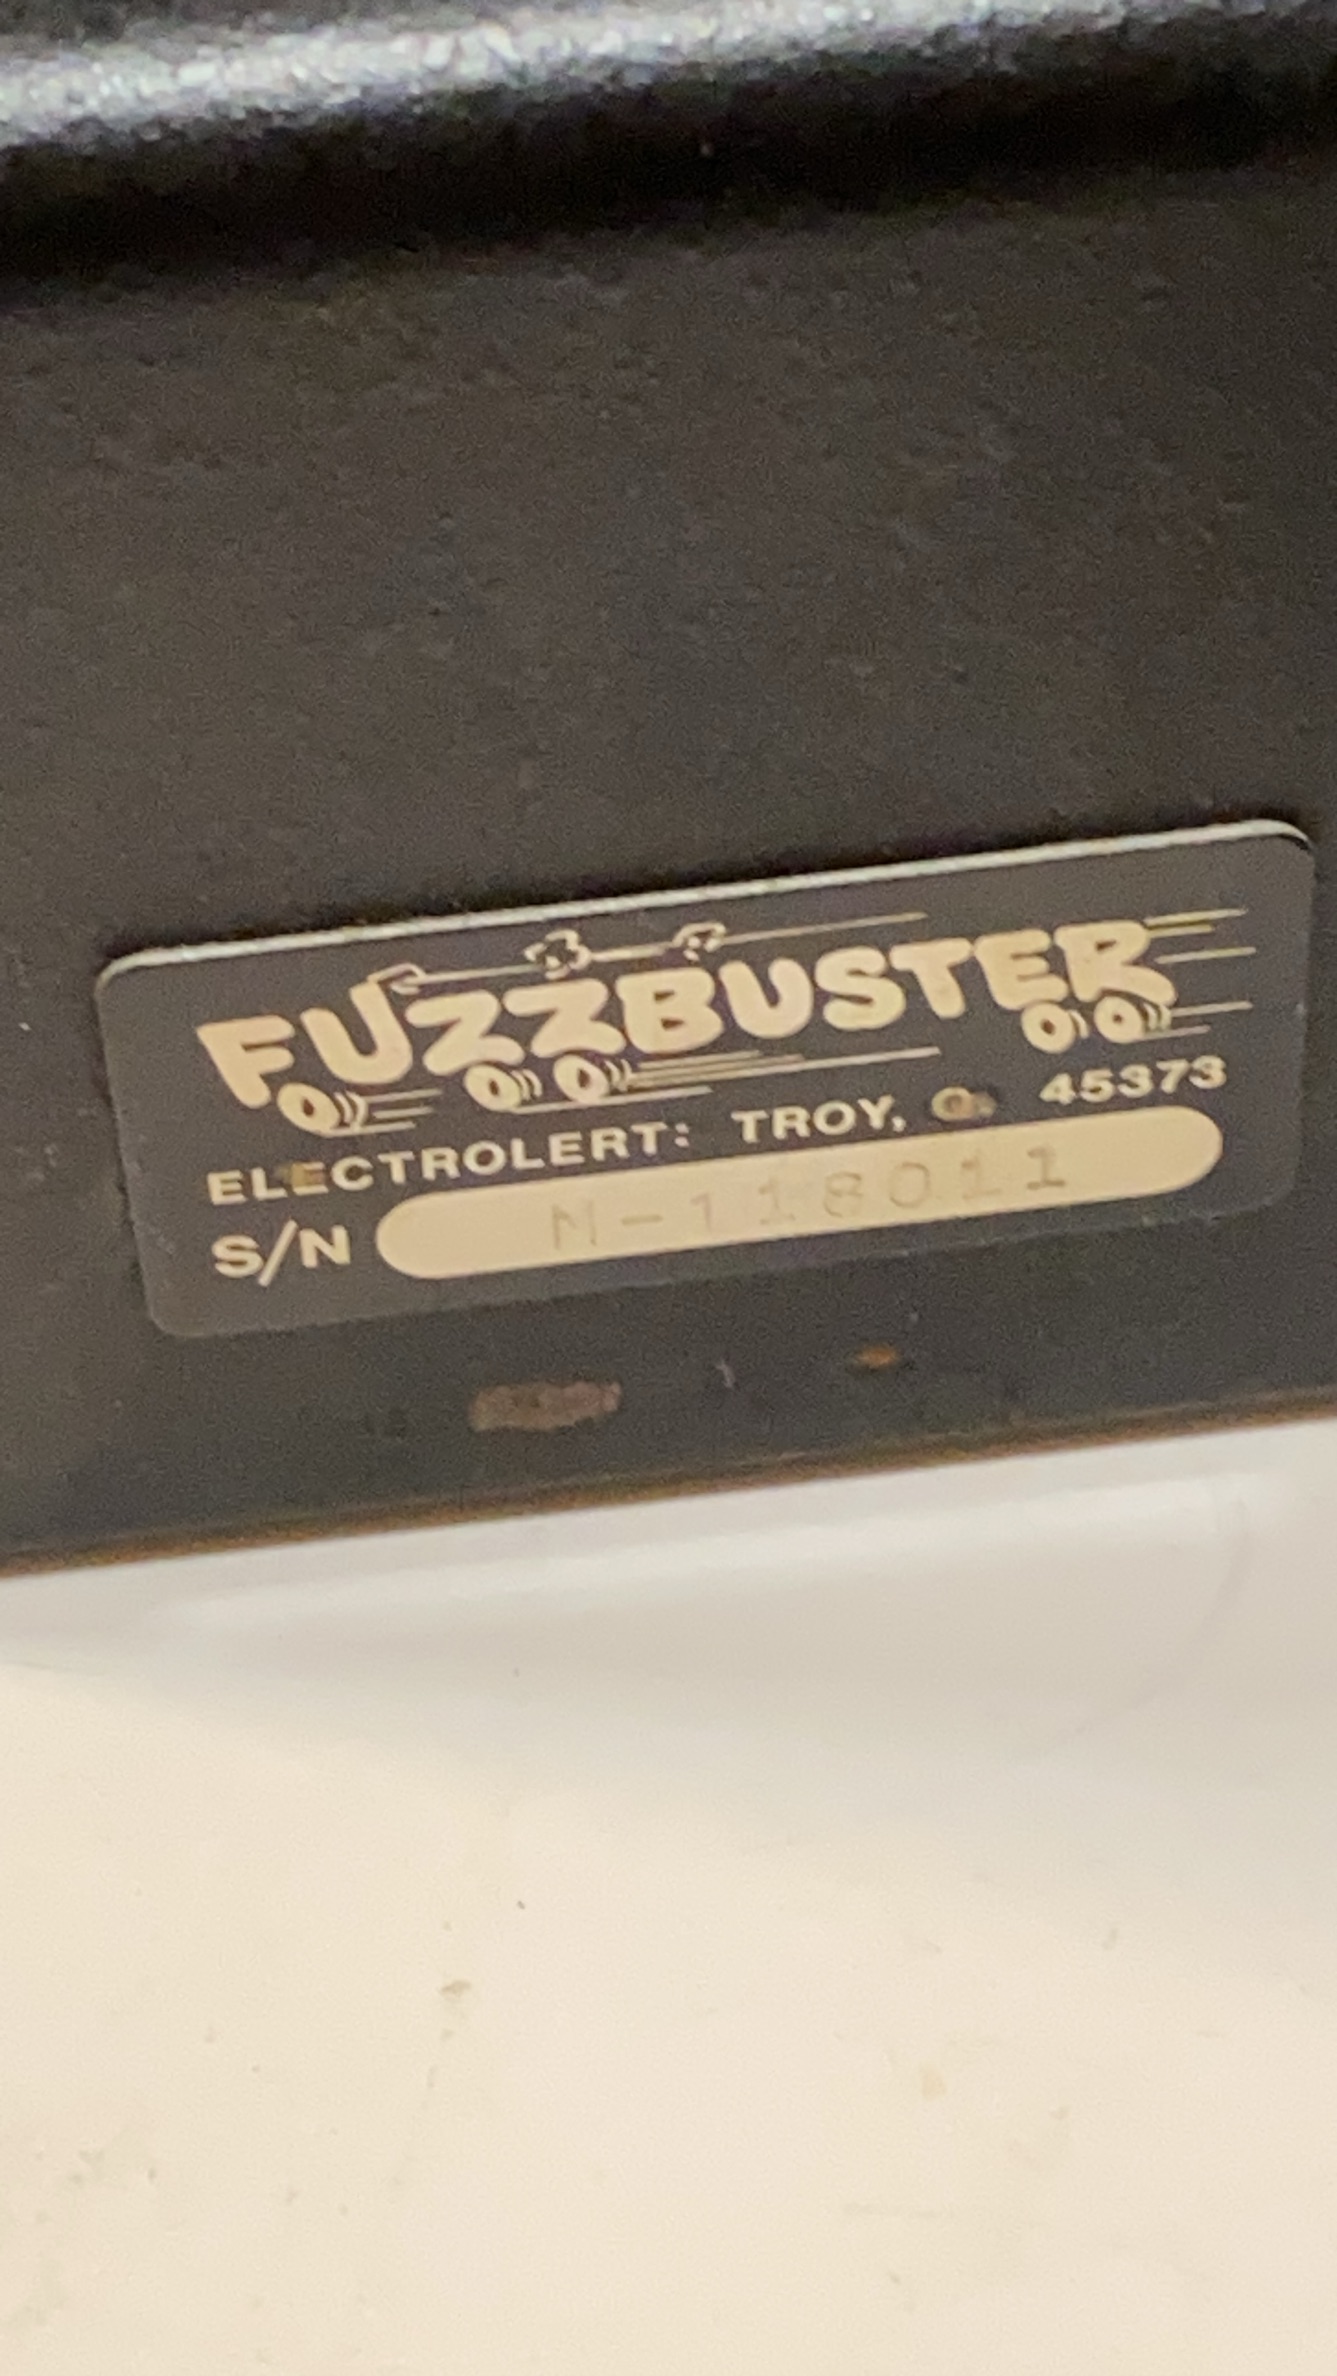 FUZZBUSTER
ELECTROLERT: TROY, O. 45373
S/N M-118011